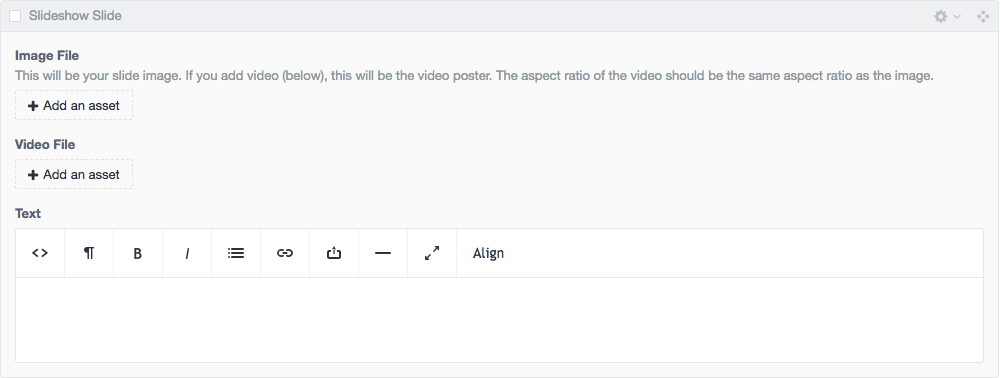 Slideshow Slide
Image File
This will be your slide image. If you add video (below), this will be the video poster. The aspect ratio of the video should be the same aspect ratio as the image.
+ Add an asset
Video File
+ Add an asset
Text
<> ¶ B I Align